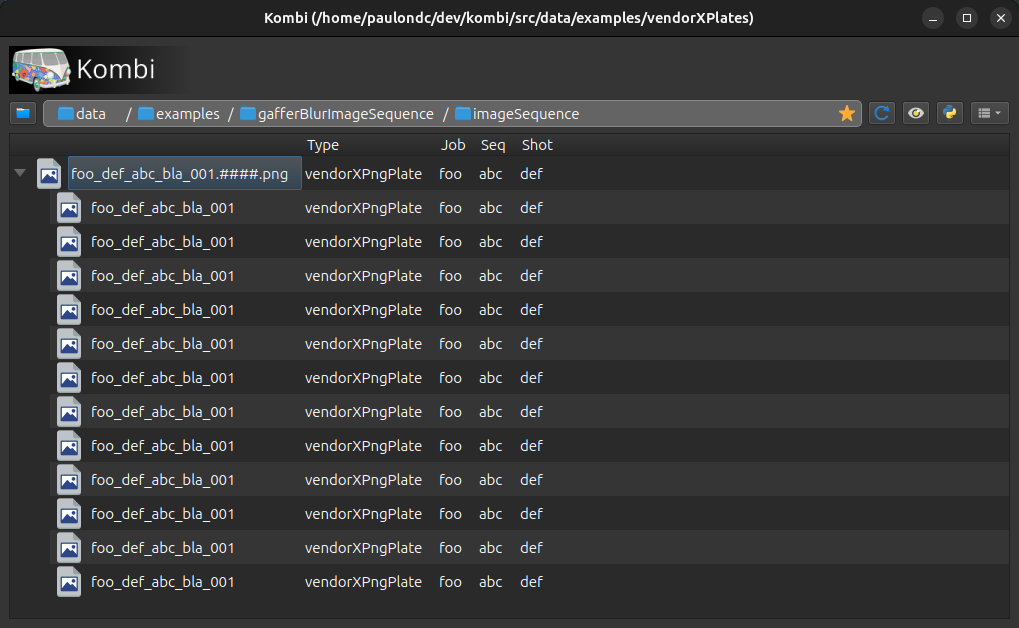 Kombi (/home/paulondc/dev/kombi/src/data/examples/vendorXPlates)
Kombi
data / examples / gafferBlurImageSequence / imageSequence
Type Job Seq Shot
foo_def_abc_bla_001.####.png vendorXPngPlate foo abc def
foo_def_abc_bla_001 vendorXPngPlate foo abc def
foo_def_abc_bla_001 vendorXPngPlate foo abc def
foo_def_abc_bla_001 vendorXPngPlate foo abc def
foo_def_abc_bla_001 vendorXPngPlate foo abc def
foo_def_abc_bla_001 vendorXPngPlate foo abc def
foo_def_abc_bla_001 vendorXPngPlate foo abc def
foo_def_abc_bla_001 vendorXPngPlate foo abc def
foo_def_abc_bla_001 vendorXPngPlate foo abc def
foo_def_abc_bla_001 vendorXPngPlate foo abc def
foo_def_abc_bla_001 vendorXPngPlate foo abc def
foo_def_abc_bla_001 vendorXPngPlate foo abc def
foo_def_abc_bla_001 vendorXPngPlate foo abc def